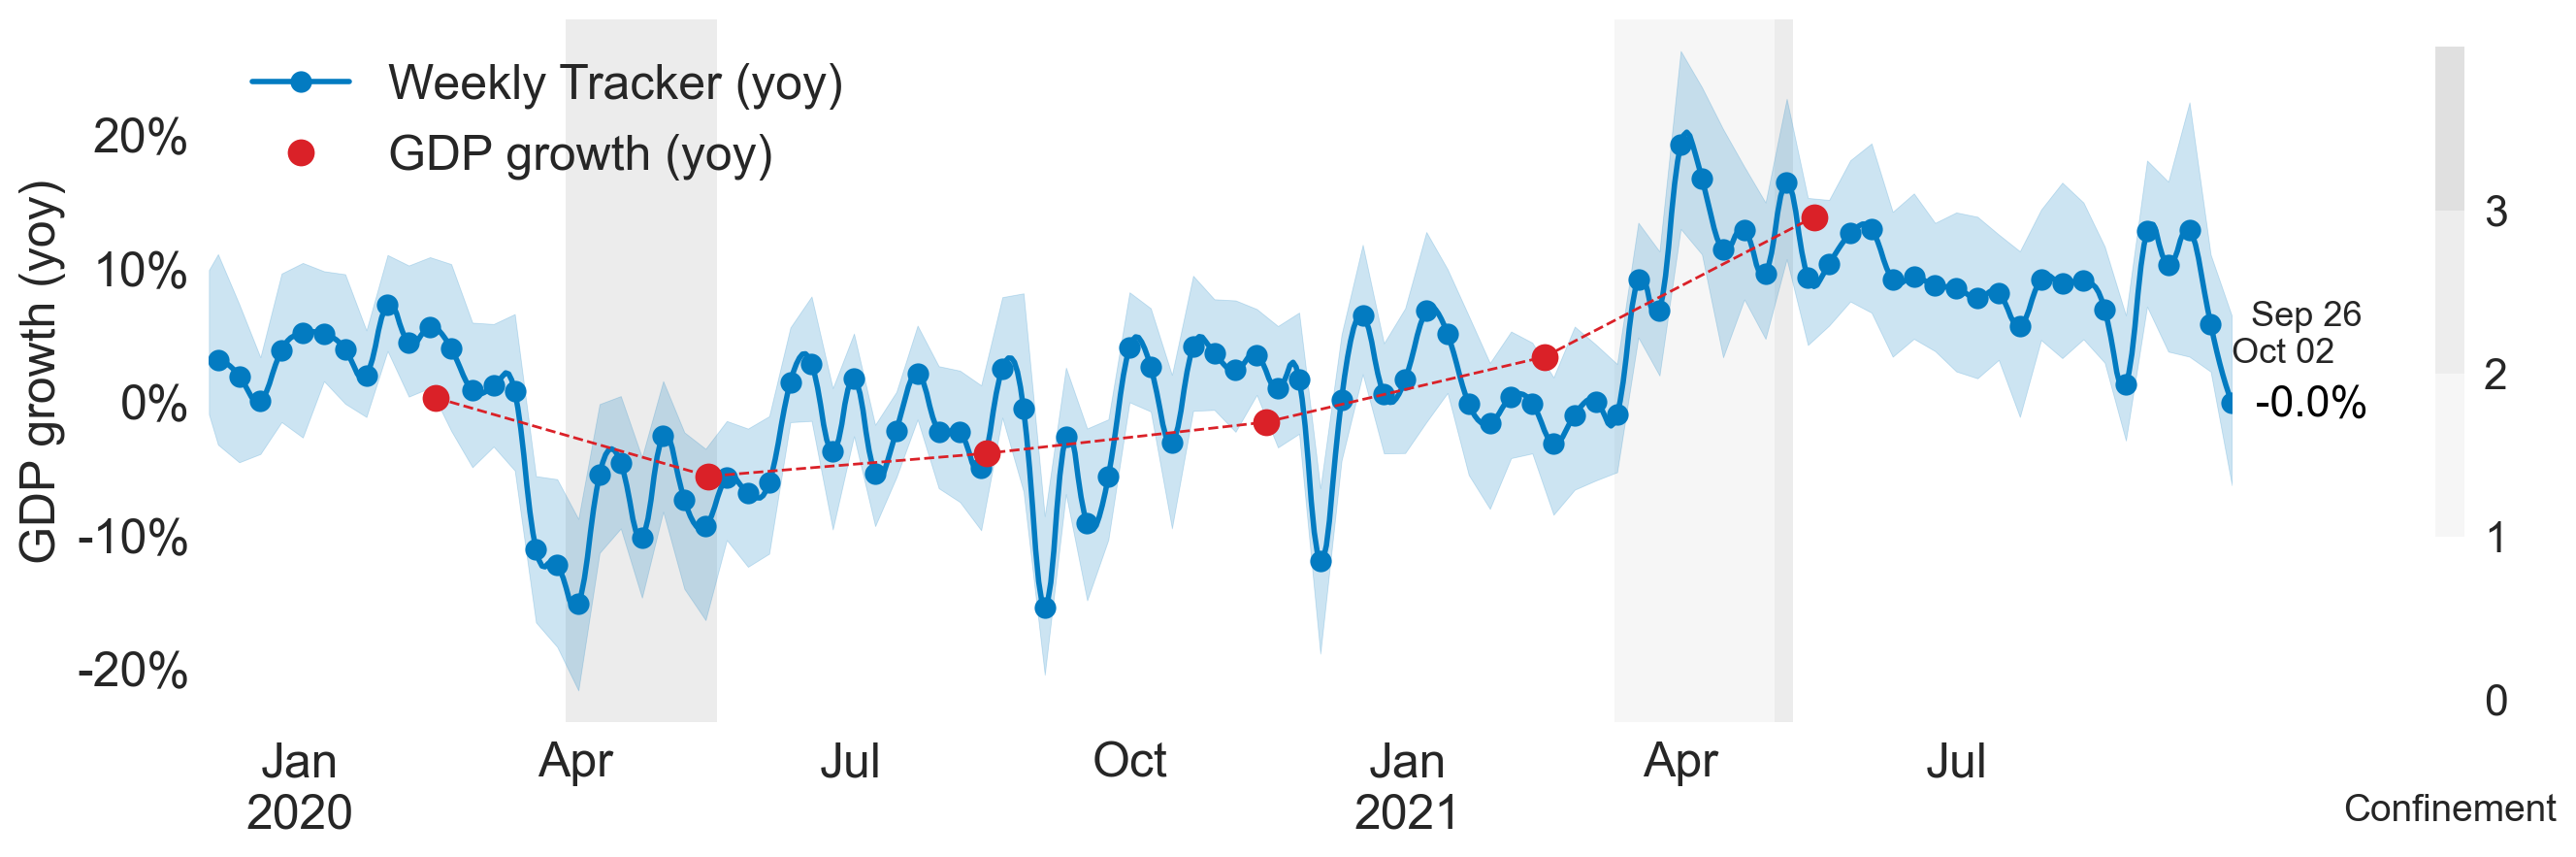 Weekly Tracker (yoy)
GDP growth (yoy)
GDP growth (yoy)
20%
10%
0%
-10%
-20%
Jan
2020
Apr
Jul
Oct
Jan
2021
Apr
Jul
Sep 26
Oct 02
-0.0%
3
2
1
0
Confinement